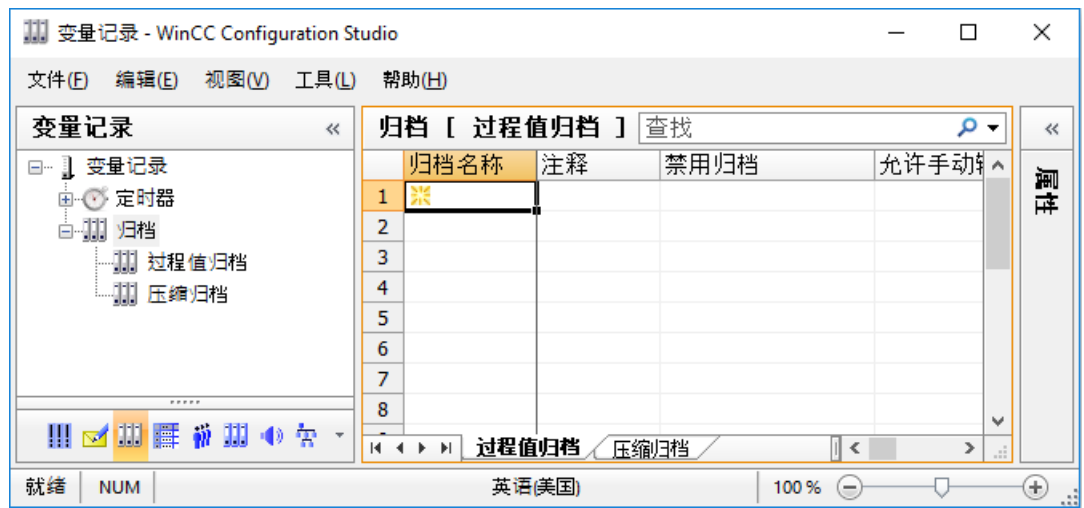 变量记录 - WinCC Configuration Studio
文件(F) 编辑(E) 视图(V) 工具(L) 帮助(H)
变量记录
变量记录
定时器
归档
过程值归档
压缩归档
归档 [ 过程值归档 ] 查找
归档名称 注释 禁用归档 允许手动
1
2
3
4
5
6
7
8
过程值归档 压缩归档
属性
就绪 NUM 英语(美国) 100 %